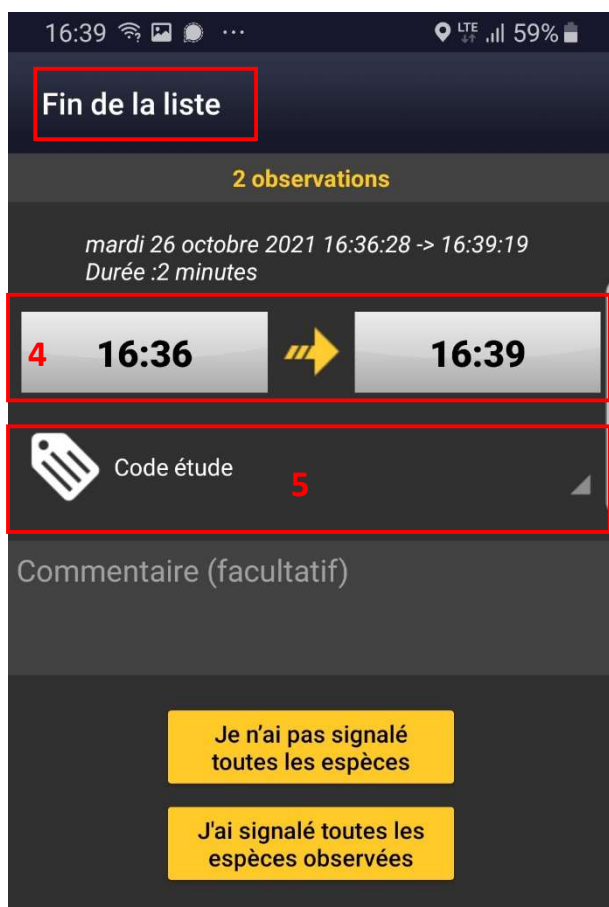 16:39 ... LTE 59%
Fin de la liste
2 observations
mardi 26 octobre 2021 16:36:28 -> 16:39:19
Durée :2 minutes
4 16:36 16:39
Code étude 5
Commentaire (facultatif)
Je n'ai pas signalé
toutes les espèces
J'ai signalé toutes les
espèces observées